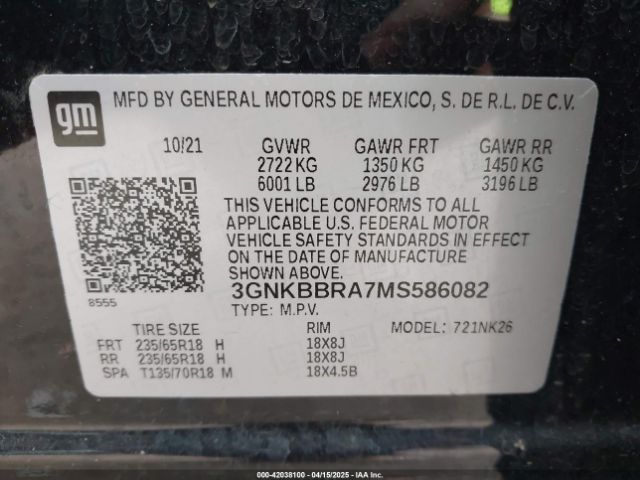 gm
MFD BY GENERAL MOTORS DE MEXICO, S. DE R.L. DE C.V.
10/21 GVWR GAWR FRT GAWR RR
2722 KG 1350 KG 1450 KG
6001 LB 2976 LB 3196 LB
THIS VEHICLE CONFORMS TO ALL
APPLICABLE U.S. FEDERAL MOTOR
VEHICLE SAFETY STANDARDS IN EFFECT
ON THE DATE OF MANUFACTURE
SHOWN ABOVE.
8555
3GNKBBRA7MS586082
TYPE: M.P.V.
TIRE SIZE RIM MODEL: 721NK26
FRT 235/65R18 H 18X8J
RR 235/65R18 H 18X8J
SPA T135/70R18 M 18X4.5B
000-42038100 - 04/15/2025 - IAA Inc.